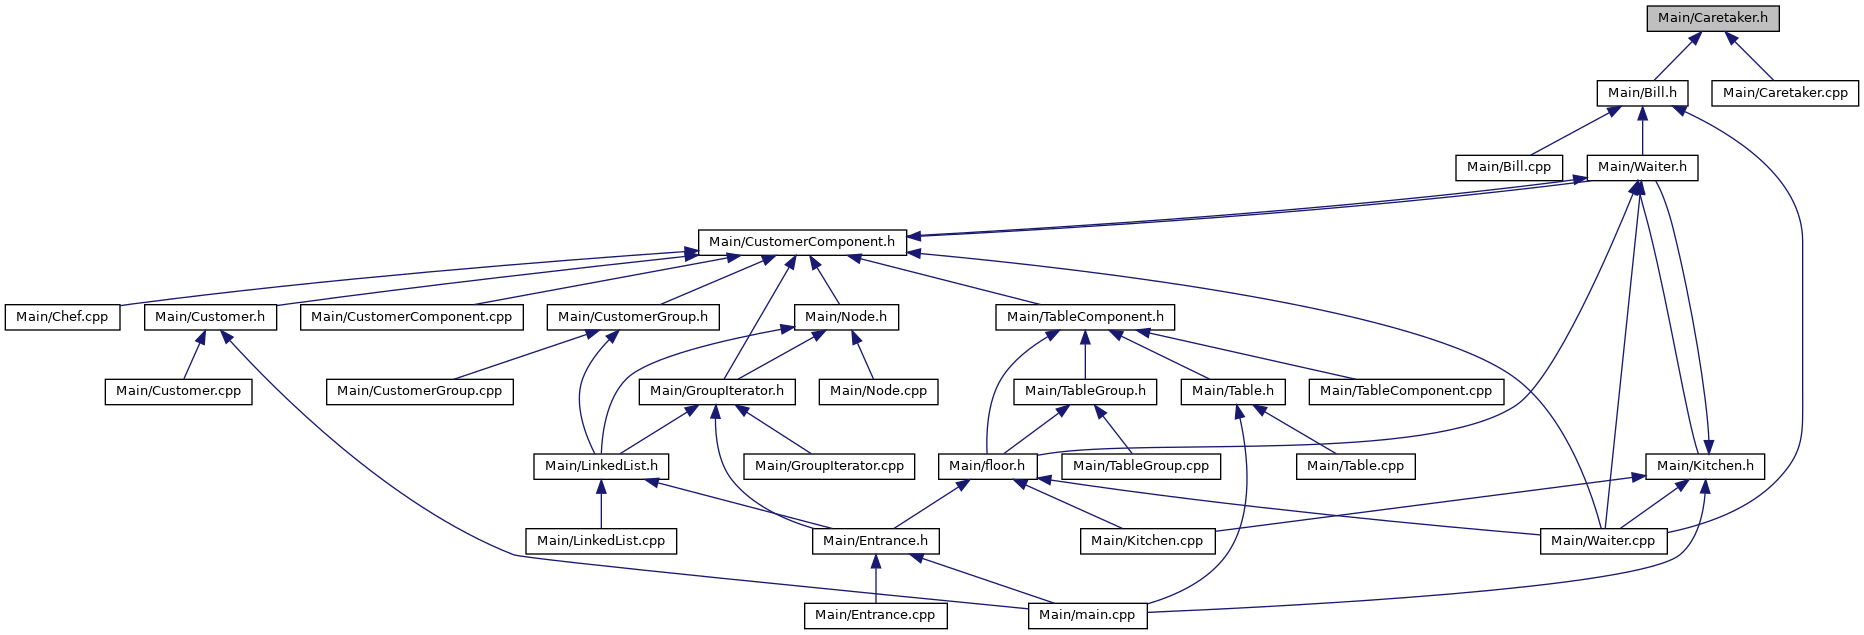 Main/Caretaker.h
Main/Bill.h
Main/Caretaker.cpp
Main/Bill.cpp
Main/Waiter.h
Main/CustomerComponent.h
Main/Chef.cpp
Main/Customer.h
Main/CustomerComponent.cpp
Main/CustomerGroup.h
Main/Node.h
Main/TableComponent.h
Main/Customer.cpp
Main/CustomerGroup.cpp
Main/GroupIterator.h
Main/Node.cpp
Main/TableGroup.h
Main/Table.h
Main/TableComponent.cpp
Main/LinkedList.h
Main/GroupIterator.cpp
Main/floor.h
Main/TableGroup.cpp
Main/Table.cpp
Main/Kitchen.h
Main/LinkedList.cpp
Main/Entrance.h
Main/Kitchen.cpp
Main/Waiter.cpp
Main/Entrance.cpp
Main/main.cpp